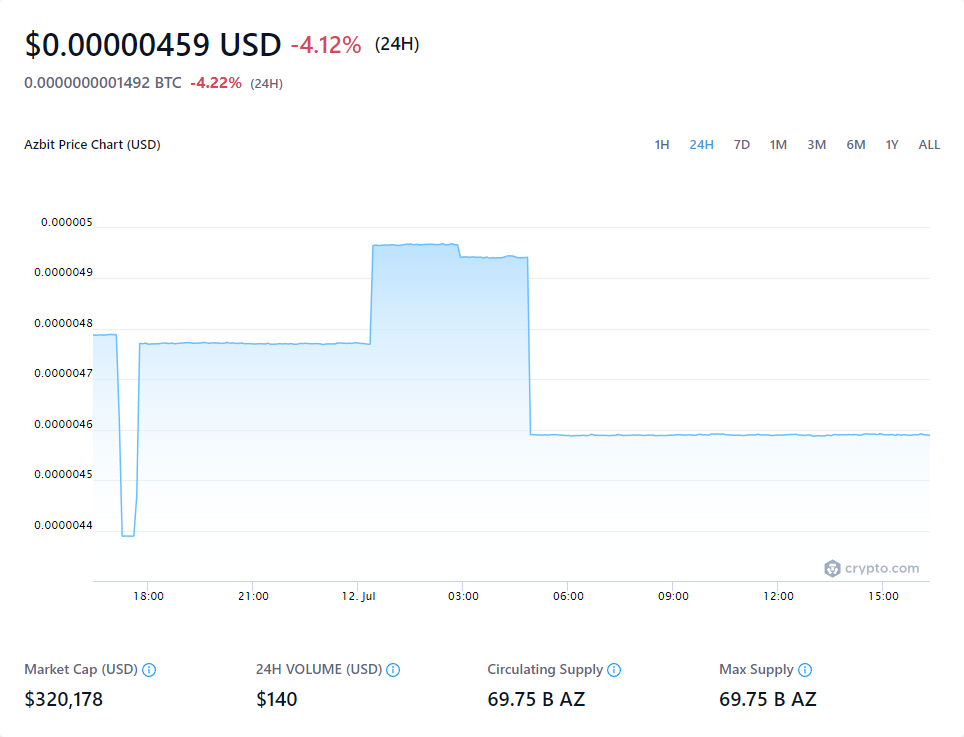 $0.00000459 USD -4.12% (24H)
0.0000000001492 BTC -4.22% (24H)
Azbit Price Chart (USD) 1H 24H 7D 1M 3M 6M 1Y ALL
0.000005
0.0000049
0.0000048
0.0000047
0.0000046
0.0000045
0.0000044
crypto.com
18:00 21:00 12. Jul 03:00 06:00 09:00 12:00 15:00
Market Cap (USD) 24H VOLUME (USD) Circulating Supply Max Supply
$320,178 $140 69.75 B AZ 69.75 B AZ